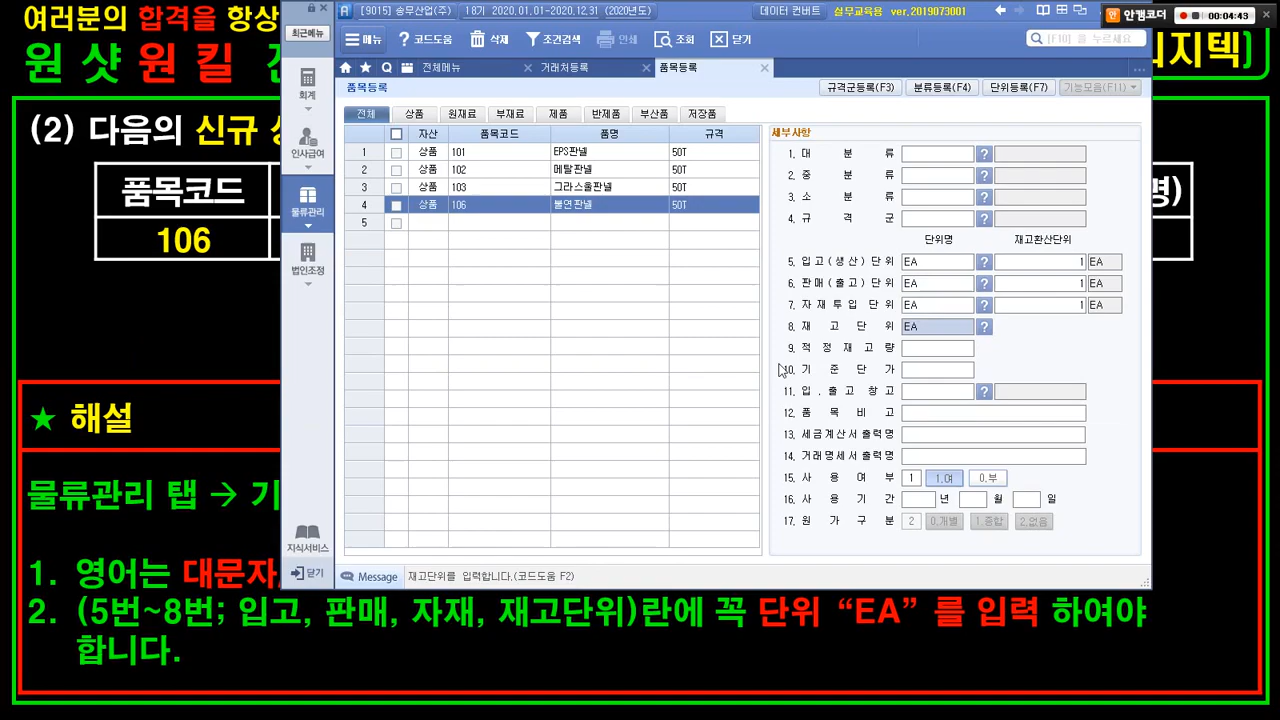 여러분의 합격을 항상
원 샷 원 킬
지텍)
(2) 다음의 신규
명)
품목코드
106
★ 해설
물류관리 탭 → 기
1. 영어는 대문자
2. (5번~8번; 입고, 판매, 자재, 재고단위)란에 꼭 단위 “EA” 를 입력 하여야
합니다.
[9015] 송무산업(주) 18기 2020.01.01~2020.12.31 (2020년도)
데이터 컨버트 실무교육용 ver.2019073001
안캠코더 00:04:43
최근메뉴
메뉴 코드도움 삭제 조건검색 인쇄 조회 닫기
[F10] 을 누르세요
전체메뉴 거래처등록 품목등록
품목등록
규격군등록(F3) 분류등록(F4) 단위등록(F7) 기능모음(F11)
회계
인사급여
물류관리
법인조정
지식서비스
닫기
전체 상품 원재료 부재료 제품 반제품 부산품 저장품
자산 품목코드 품명 규격
1 상품 101 EPS판넬 50T
2 상품 102 메탈판넬 50T
3 상품 103 그라스울판넬 50T
4 상품 106 불연판넬 50T
5
세부사항
1. 대 분 류 ?
2. 중 분 류 ?
3. 소 분 류 ?
4. 규 격 군 ?
단위명 재고환산단위
5. 입고(생산)단위 EA ? 1 EA
6. 판매(출고)단위 EA ? 1 EA
7. 자재투입단위 EA ? 1 EA
8. 재 고 단 위 EA ?
9. 적 정 재 고 량
10. 기 준 단 가
11. 입.출고 창고 ?
12. 품 목 비 고
13. 세금계산서출력명
14. 거래명세서출력명
15. 사 용 여 부 1 1.여 0.부
16. 사 용 기 간 년 월 일
17. 원 가 구 분 2 0.개별 1.종합 2.없음
Message 재고단위를 입력합니다.(코드도움 F2)